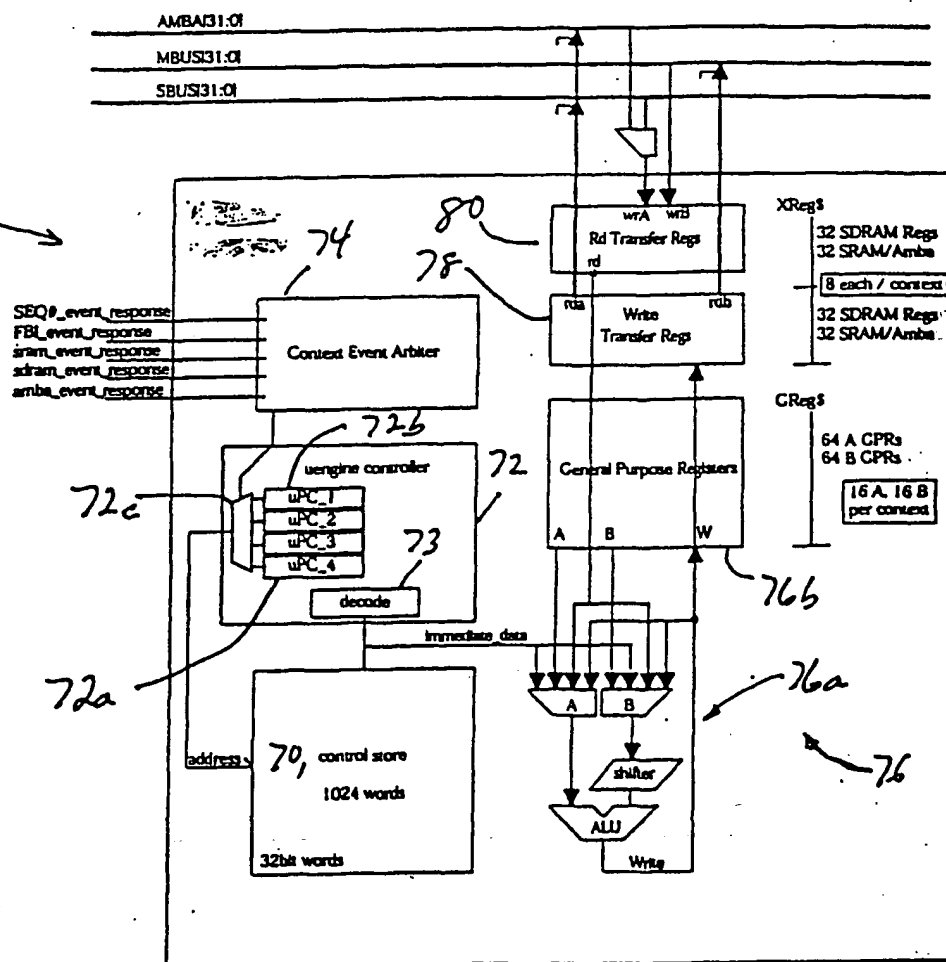 AMBA[31:0]
MBUS[31:0]
SBUS[31:0]
wrA wrB
80
Rd Transfer Regs
rd
XRegs
32 SDRAM Regs
32 SRAM/Amba
8 each / context
74
78
rda
rdb
Write
Transfer Regs
32 SDRAM Regs
32 SRAM/Amba
SEQ#_event_response
FBI_event_response
sram_event_response
sdram_event_response
amba_event_response
Context Event Arbiter
GRegs
64 A GPRs
64 B GPRs
16 A, 16 B
per context
72b
uengine controller
72
72c
uPC_1
uPC_2
uPC_3
uPC_4
General Purpose Registers
A
B
W
73
decode
76b
immediate_data
72a
A
B
76a
76
address
70,
control store
1024 words
32bit words
shifter
ALU
Write